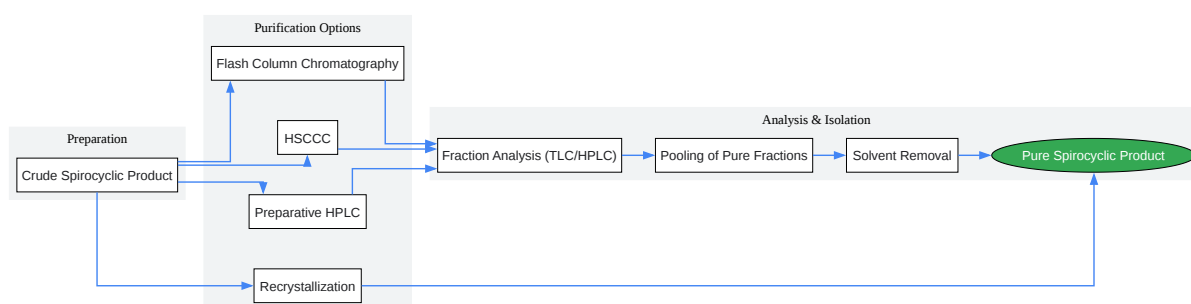 Purification Options
Flash Column Chromatography
Analysis & Isolation
Preparation
HSCCC
Fraction Analysis (TLC/HPLC)
Pooling of Pure Fractions
Solvent Removal
Pure Spirocyclic Product
Crude Spirocyclic Product
Preparative HPLC
Recrystallization